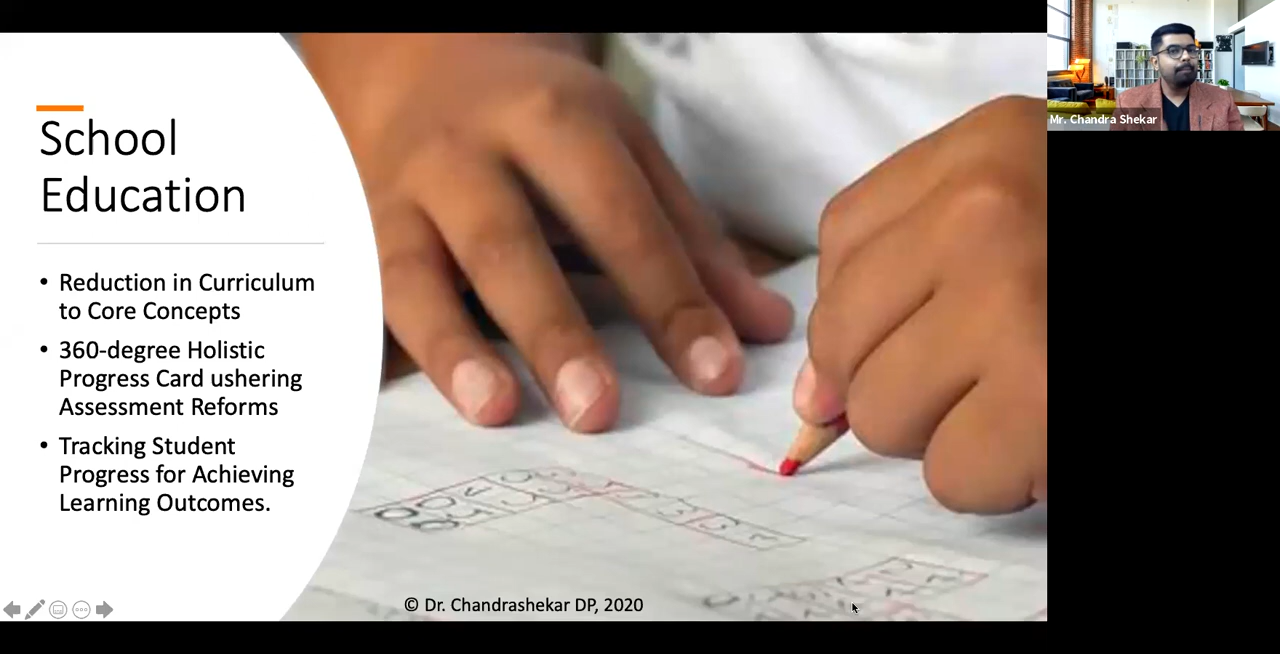 School
Education
• Reduction in Curriculum
to Core Concepts
• 360-degree Holistic
Progress Card ushering
Assessment Reforms
• Tracking Student
Progress for Achieving
Learning Outcomes.
© Dr. Chandrashekar DP, 2020
Mr. Chandra Shekar